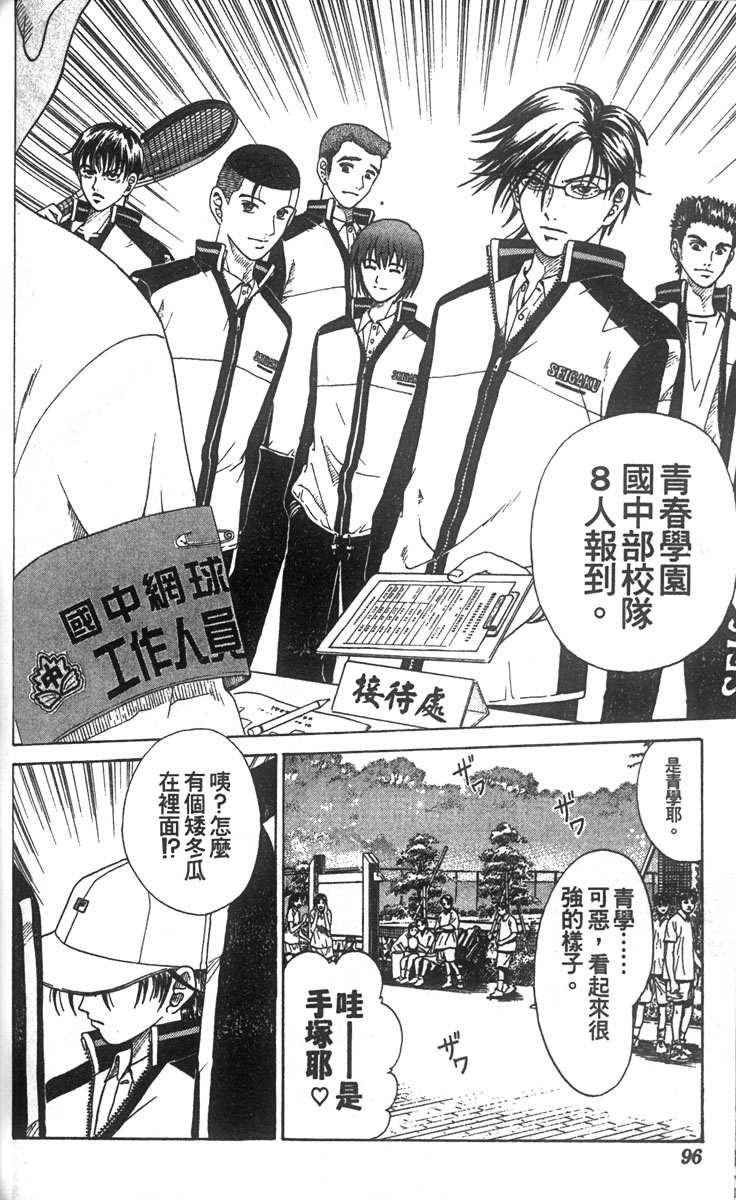 SEIGAKU
SEIGAKU
青春學園
國中部校隊
8人報到。
國中網球
工作人員
中
接待處
是青學耶。
青學……
可惡，看起來很
強的樣子。
ザワ
ザワ
ザワ
哇——是
手塚耶♡
咦？怎麼
有個矮冬瓜
在裡面!?
96